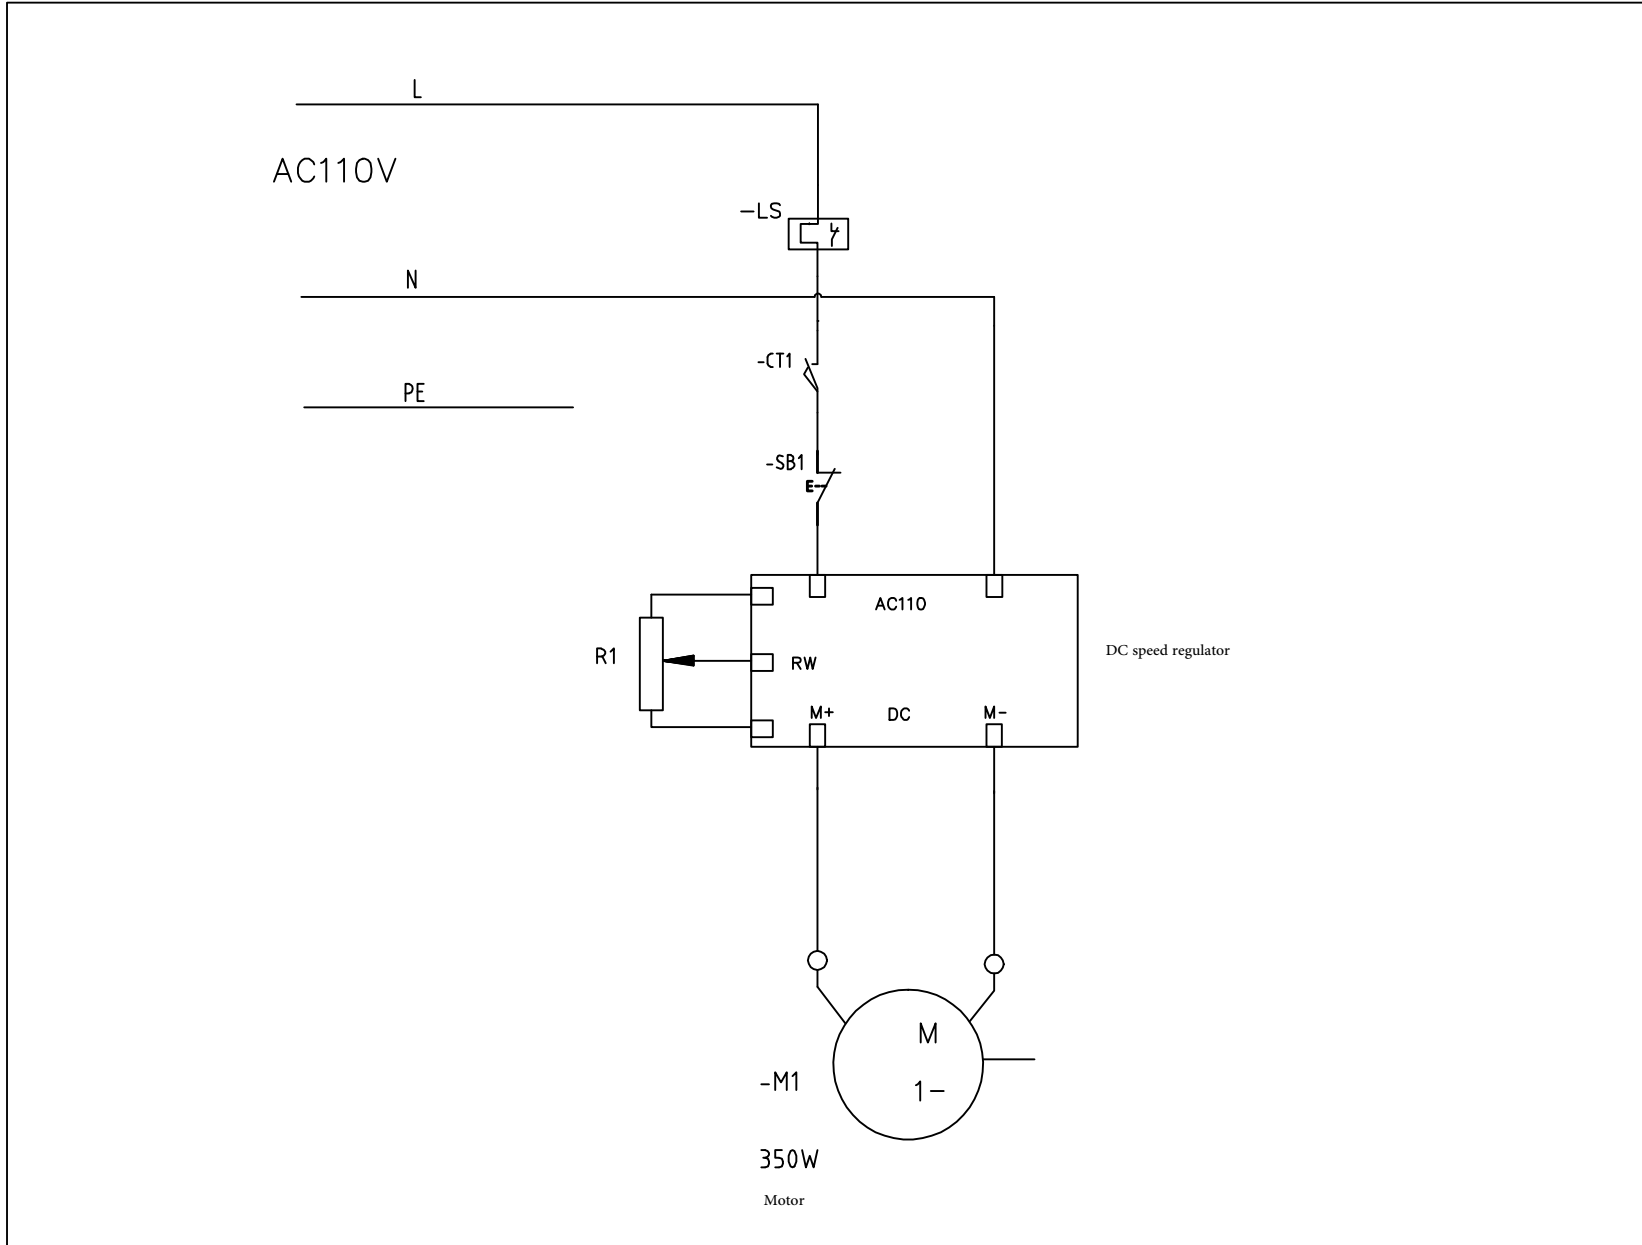 L
AC110V
-LS
N
-CT1
PE
-SB1
E
AC110
DC speed regulator
R1
RW
M+ DC M-
M
-M1
1-
350W
Motor